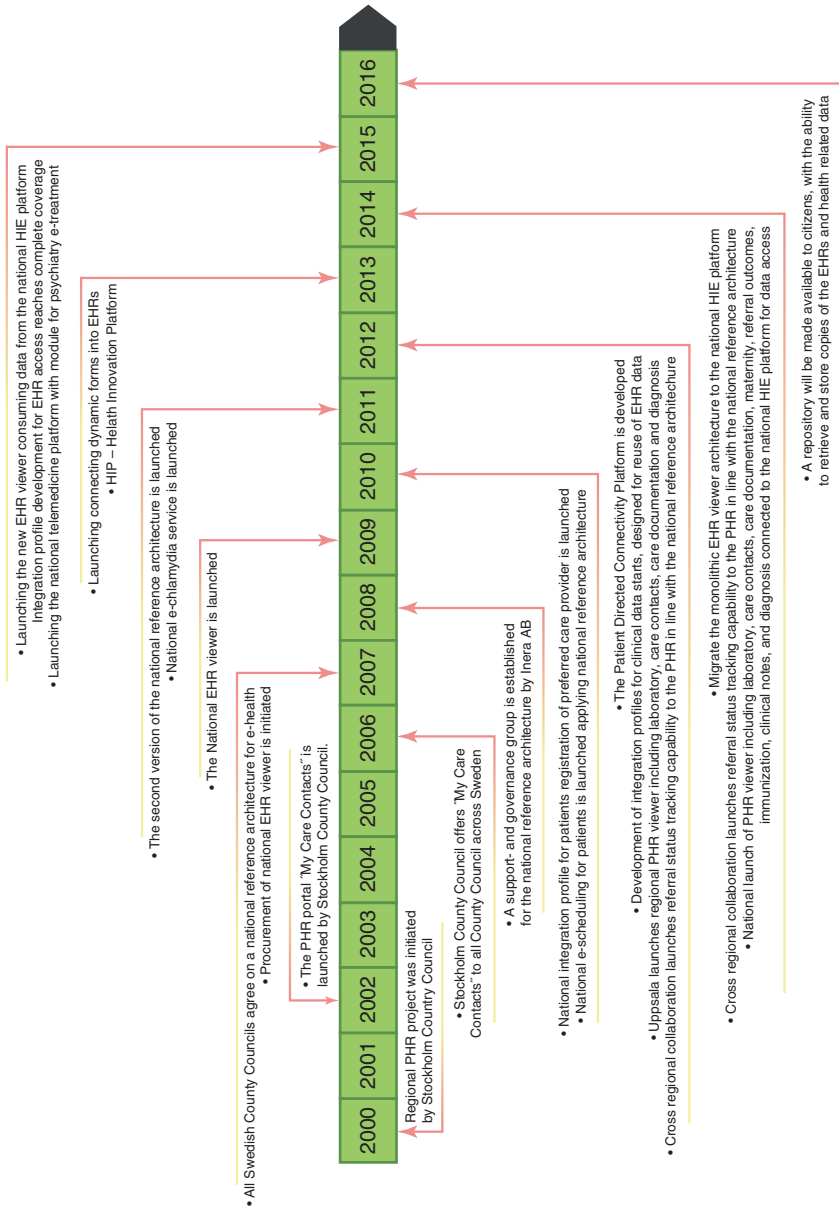 • Launching the new EHR viewer consuming data from the national HIE platform
Integration profile development for EHR access reaches complete coverage
• Launching the national telemedicine platform with module for psychiatry e-treatment
• Launching connecting dynamic forms into EHRs
• HIP – Helath Innovation Platform
• The second version of the national reference architecture is launched
• National e-chlamydia service is launched
• The National EHR viewer is launched
• All Swedish County Councils agree on a national reference architecture for e-health
• Procurement of national EHR viewer is initiated
• The PHR portal ˝My Care Contacts˝ is
launched by Stockholm County Council.
2000 2001 2002 2003 2004 2005 2006 2007 2008 2009 2010 2011 2012 2013 2014 2015 2016
Regional PHR project was initiated
by Stockholm Country Council
• Stockholm County Council offers ˝My Care
Contacts˝ to all County Council across Sweden
• A support- and governance group is established
for the national reference architecture by Inera AB
• National integration profile for patients registration of preferred care provider is launched
• National e-scheduling for patients is launched applying national reference architecture
• The Patient Directed Connectivity Platform is developed
• Development of integration profiles for clinical data starts, designed for reuse of EHR data
• Uppsala launches regional PHR viewer including laboratory, care contacts, care documentation and diagnosis
• Cross regional collaboration launches referral status tracking capability to the PHR in line with the national reference architecture
• Migrate the monolithic EHR viewer architecture to the national HIE platform
• Cross regional collaboration launches referral status tracking capability to the PHR in line with the national reference architecture
• National launch of PHR viewer including laboratory, care contacts, care documentation, maternity, referral outcomes,
immunization, clinical notes, and diagnosis connected to the national HIE platform for data access
• A repository will be made available to citizens, with the ability
to retrieve and store copies of the EHRs and health related data